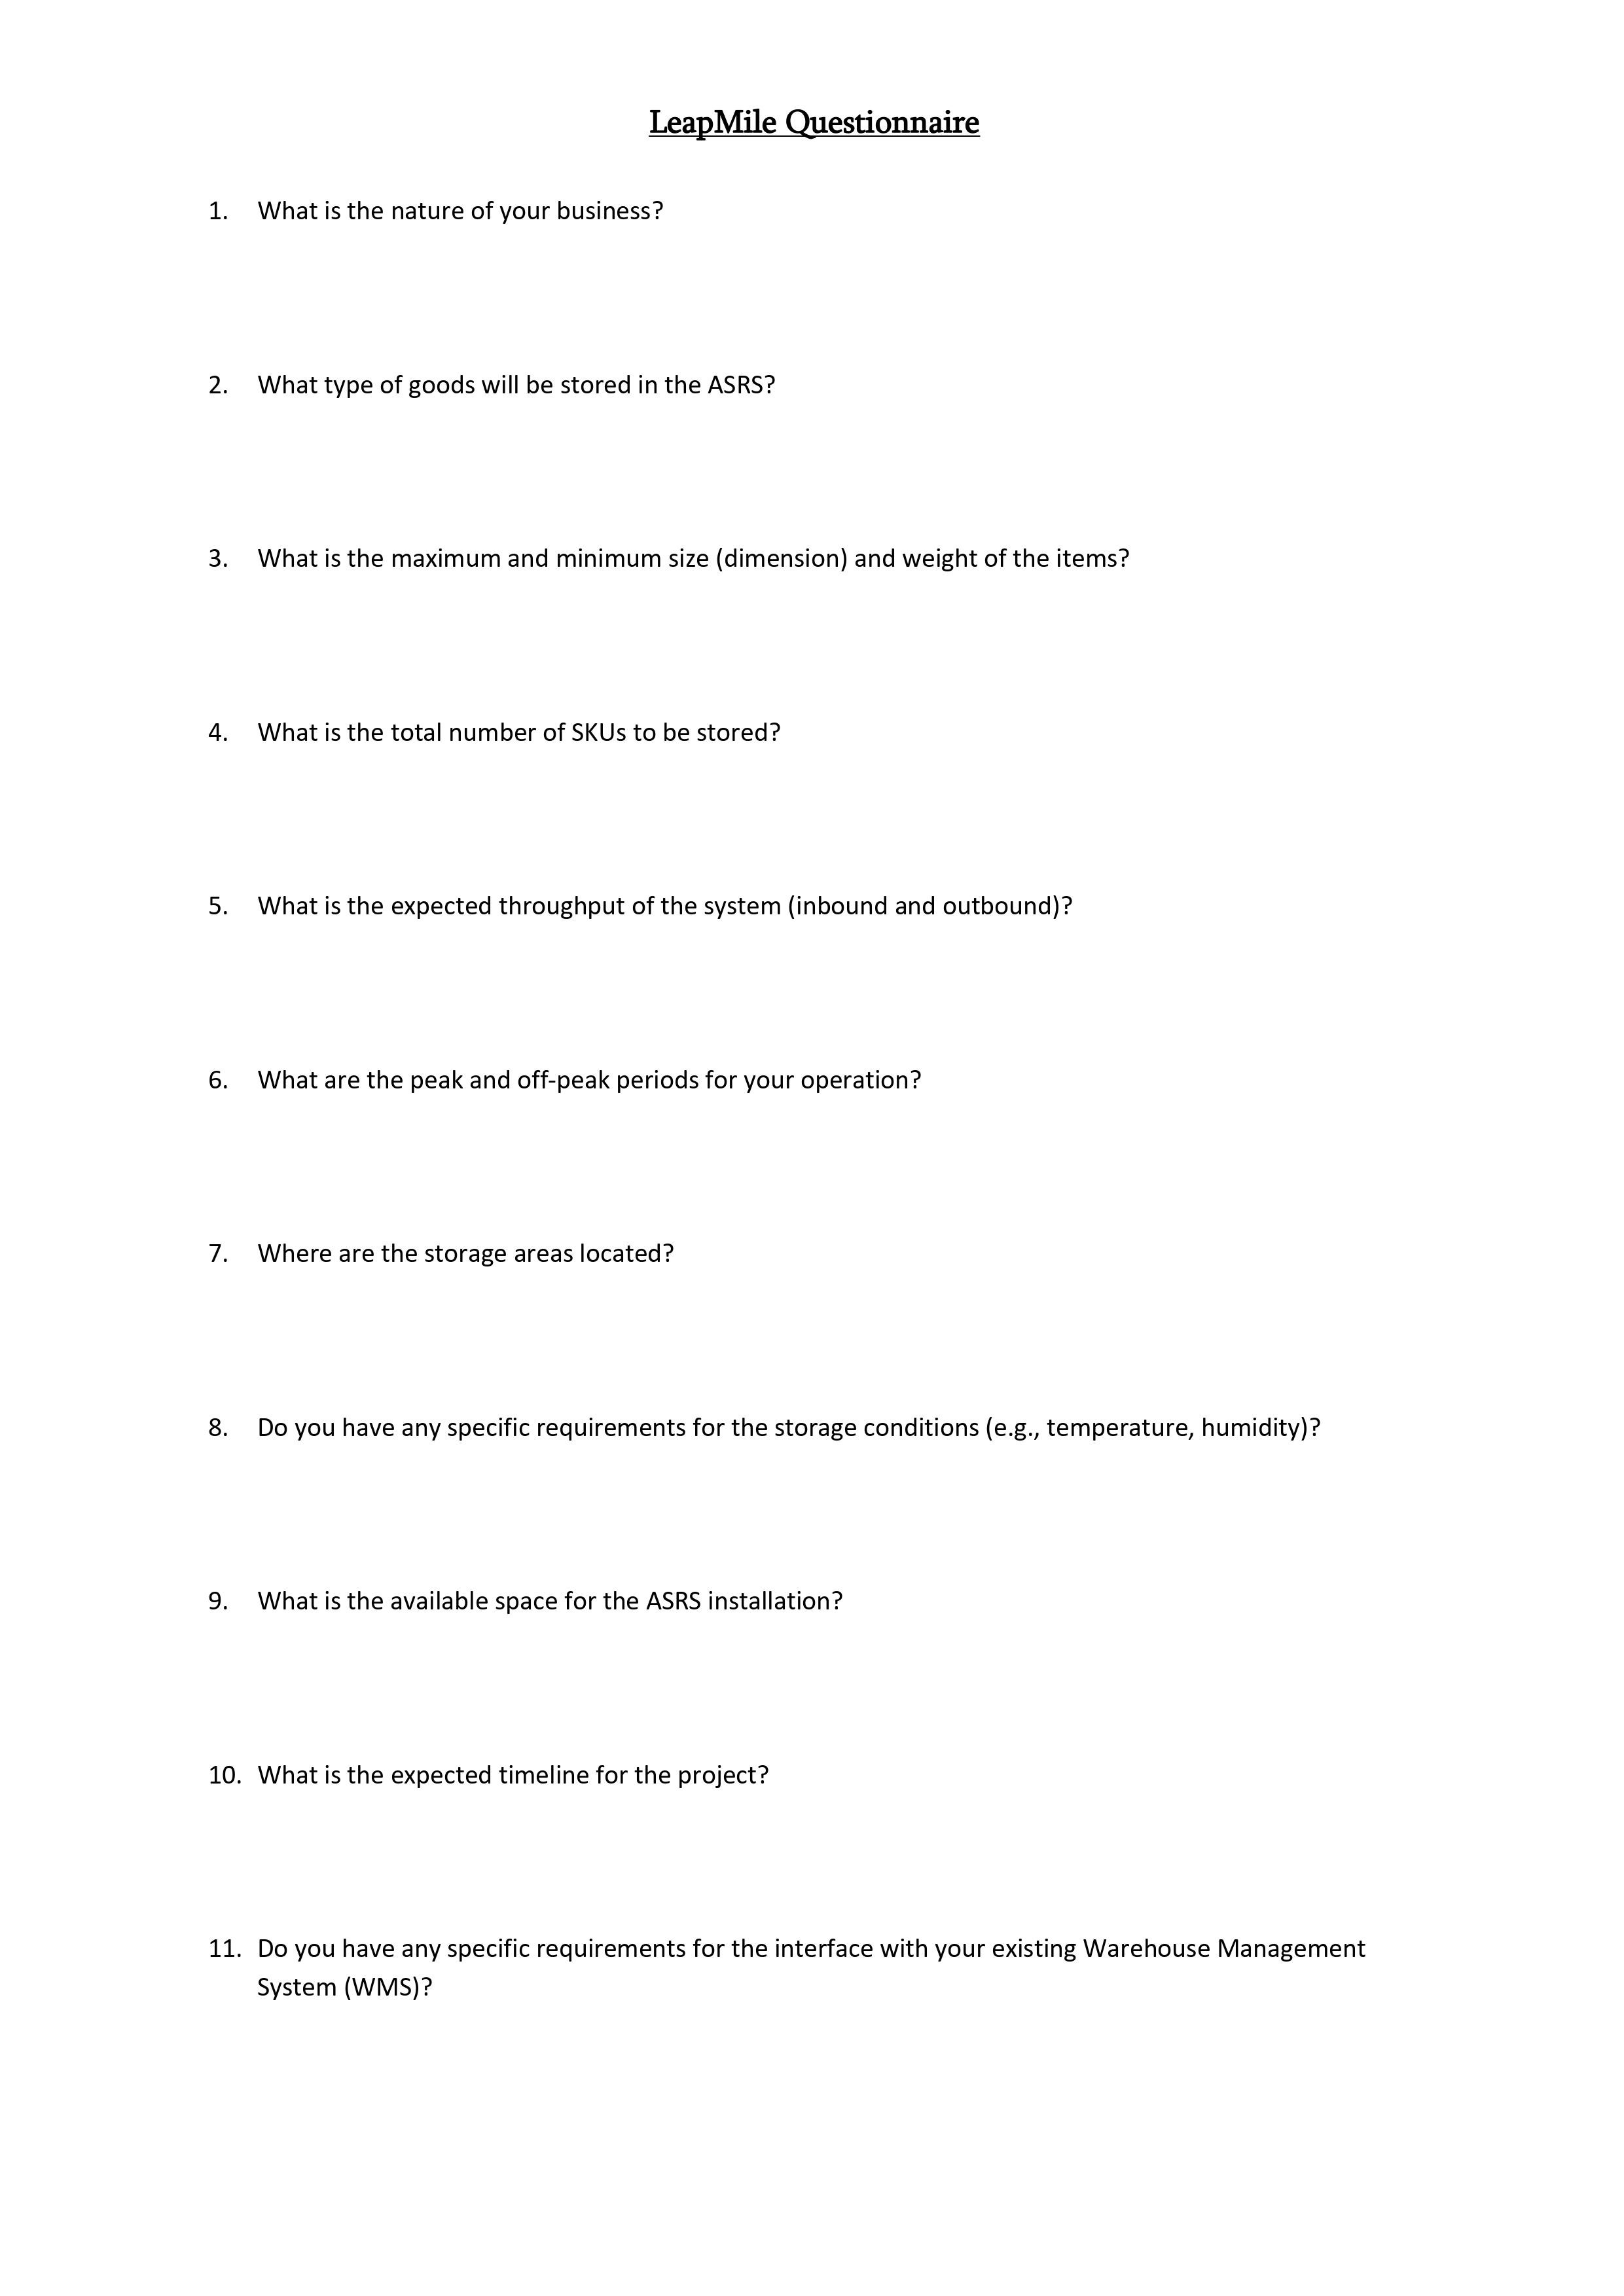 LeapMile Questionnaire
1. What is the nature of your business?
2. What type of goods will be stored in the ASRS?
3. What is the maximum and minimum size (dimension) and weight of the items?
4. What is the total number of SKUs to be stored?
5. What is the expected throughput of the system (inbound and outbound)?
6. What are the peak and off-peak periods for your operation?
7. Where are the storage areas located?
8. Do you have any specific requirements for the storage conditions (e.g., temperature, humidity)?
9. What is the available space for the ASRS installation?
10. What is the expected timeline for the project?
11. Do you have any specific requirements for the interface with your existing Warehouse Management
System (WMS)?